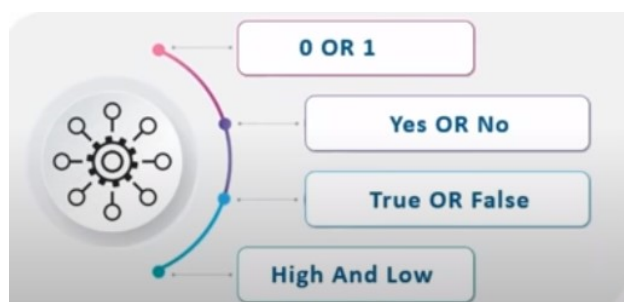 0 OR 1
Yes OR No
True OR False
High And Low